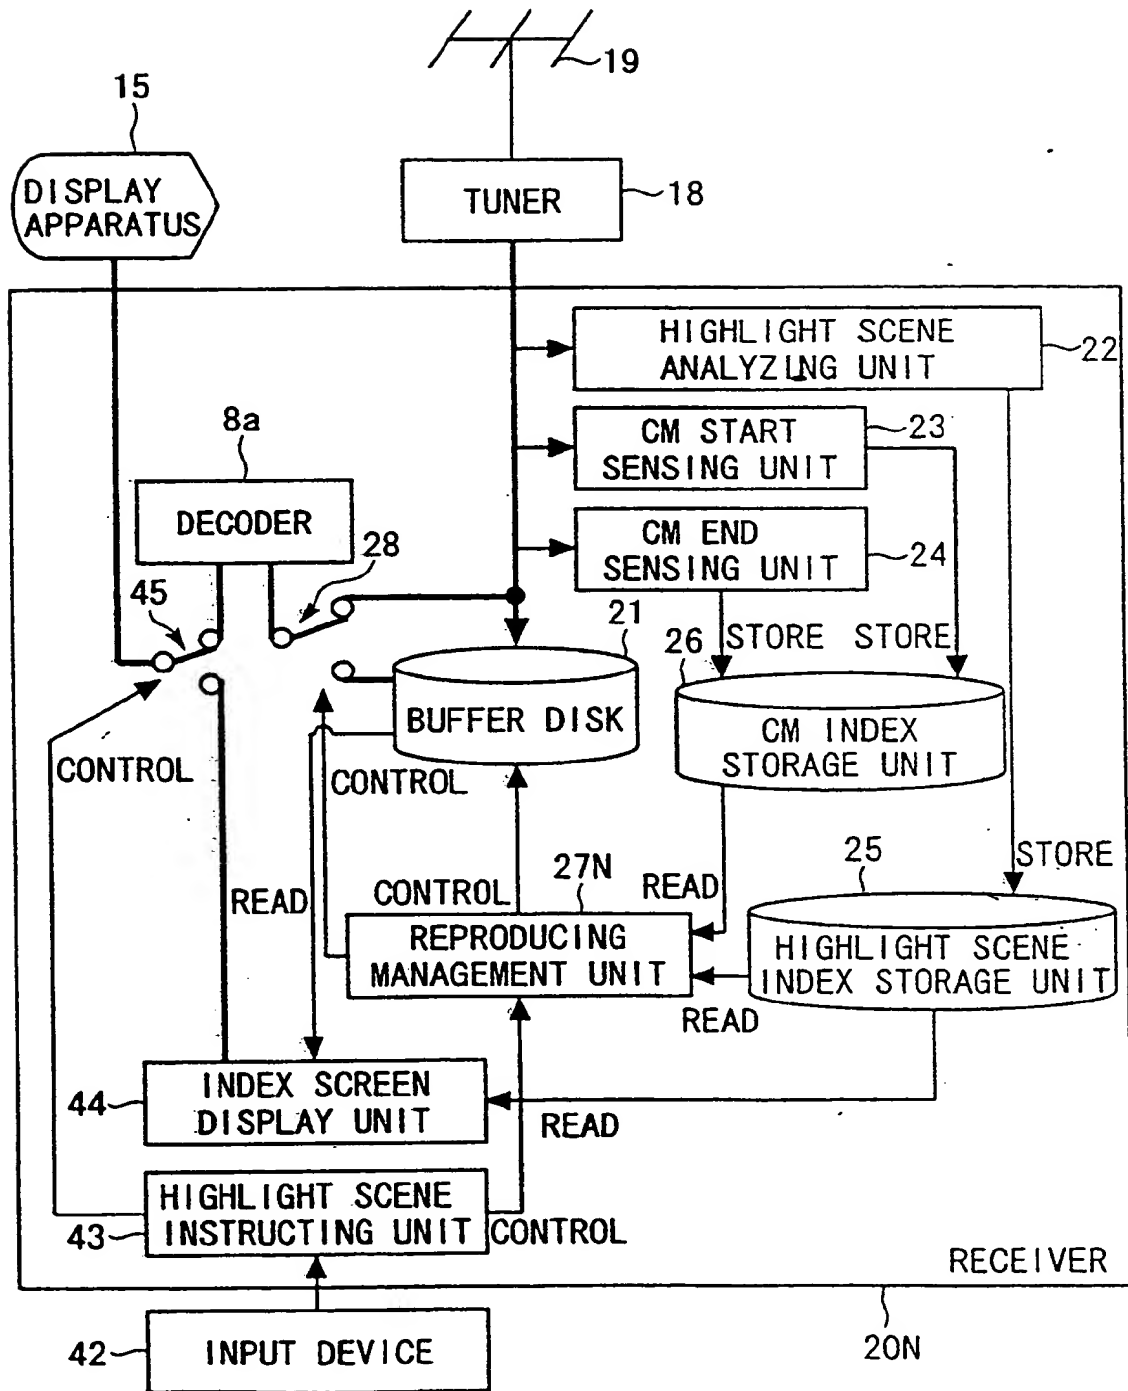 19
15
DISPLAY
APPARATUS
TUNER
18
HIGHLIGHT SCENE
ANALYZING UNIT
22
8a
CM START
SENSING UNIT
23
DECODER
28
CM END
SENSING UNIT
24
45
21
STORE STORE
26
BUFFER DISK
CM INDEX
STORAGE UNIT
CONTROL
CONTROL
25
STORE
27N
READ
CONTROL
READ
REPRODUCING
MANAGEMENT UNIT
HIGHLIGHT SCENE
INDEX STORAGE UNIT
READ
INDEX SCREEN
DISPLAY UNIT
44
READ
HIGHLIGHT SCENE
INSTRUCTING UNIT
43
CONTROL
RECEIVER
INPUT DEVICE
42
20N